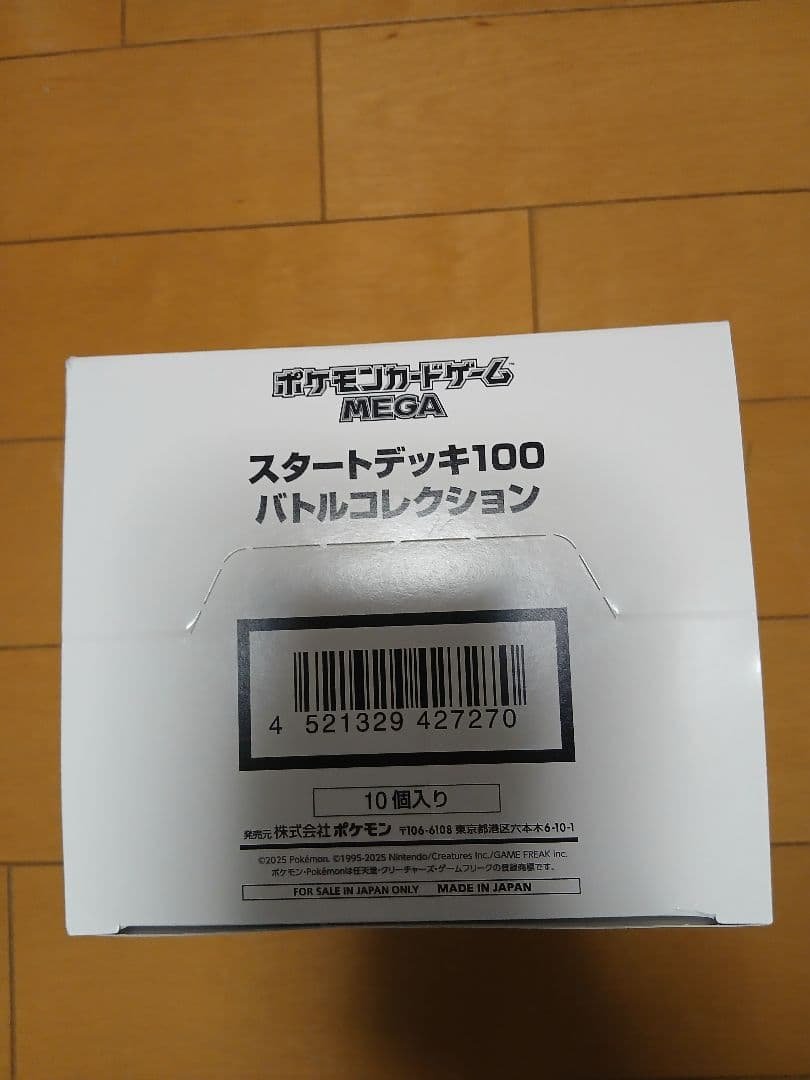 ポケモンカードゲーム™
MEGA
スタートデッキ100
バトルコレクション
4 521329 427270
10個入り
発売元 株式会社ポケモン 〒106-6108 東京都港区六本木6-10-1
©2025 Pokémon. ©1995-2025 Nintendo/Creatures Inc./GAME FREAK inc.
ポケモン・Pokémonは任天堂・クリーチャーズ・ゲームフリークの登録商標です。
FOR SALE IN JAPAN ONLY MADE IN JAPAN